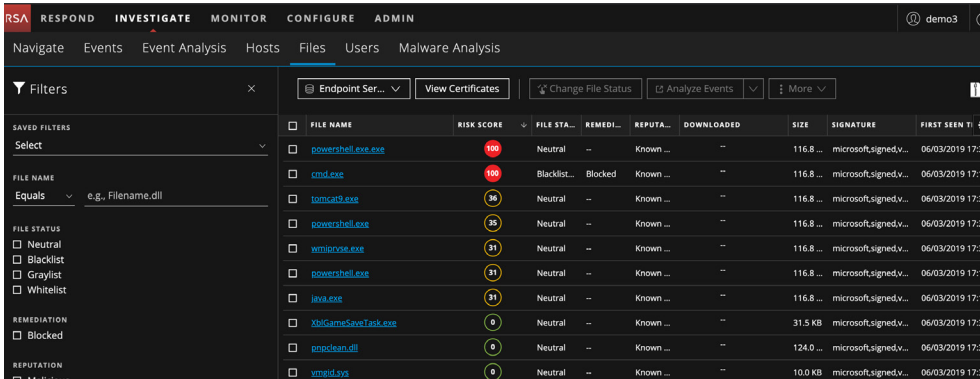 RSA RESPOND INVESTIGATE MONITOR CONFIGURE ADMIN demo3
Navigate Events Event Analysis Hosts Files Users Malware Analysis
Filters
Endpoint Ser... View Certificates Change File Status Analyze Events More
SAVED FILTERS
Select
FILE NAME
Equals e.g., Filename.dll
FILE STATUS
Neutral
Blacklist
Graylist
Whitelist
REMEDIATION
Blocked
REPUTATION
FILE NAME RISK SCORE FILE STA... REMEDI... REPUTA... DOWNLOADED SIZE SIGNATURE FIRST SEEN TI
powershell.exe.exe 100 Neutral -- Known ... -- 116.8 ... microsoft,signed,v... 06/03/2019 17:
cmd.exe 100 Blacklist... Blocked Known ... -- 116.8 ... microsoft,signed,v... 06/03/2019 17:
tomcat9.exe 36 Neutral -- Known ... -- 116.8 ... microsoft,signed,v... 06/03/2019 17:
powershell.exe 35 Neutral -- Known ... -- 116.8 ... microsoft,signed,v... 06/03/2019 17:
wmiprvse.exe 31 Neutral -- Known ... -- 116.8 ... microsoft,signed,v... 06/03/2019 17:
powershell.exe 31 Neutral -- Known ... -- 116.8 ... microsoft,signed,v... 06/03/2019 17:
java.exe 31 Neutral -- Known ... -- 116.8 ... microsoft,signed,v... 06/03/2019 17:
XblGameSaveTask.exe 0 Neutral -- Known ... -- 31.5 KB microsoft,signed,v... 06/03/2019 17:
pnpclean.dll 0 Neutral -- Known ... -- 124.0 ... microsoft,signed,v... 06/03/2019 17:
vmgid.sys 0 Neutral -- Known ... -- 10.0 KB microsoft,signed,v... 06/03/2019 17: